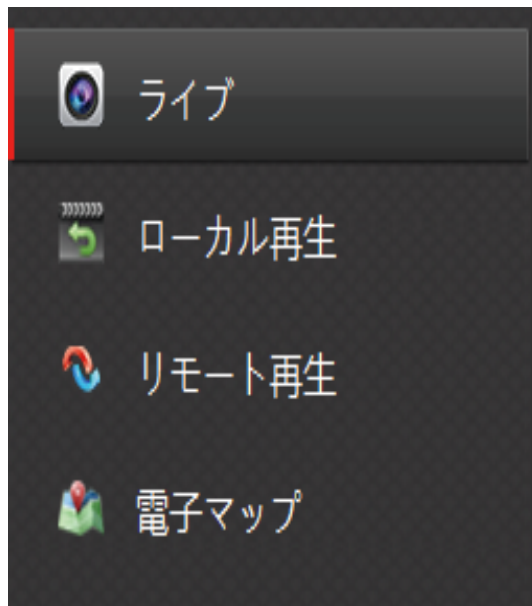 ライブ
ローカル再生
リモート再生
電子マップ